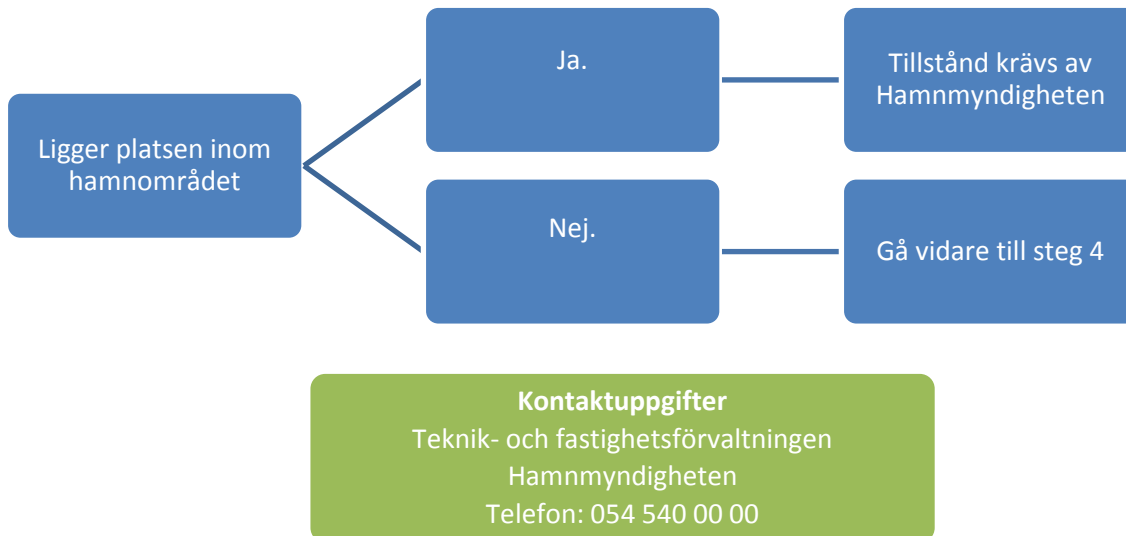 Ligger platsen inom
hamnområdet
Ja.
Tillstånd krävs av
Hamnmyndigheten
Nej.
Gå vidare till steg 4
Kontaktuppgifter
Teknik- och fastighetsförvaltningen
Hamnmyndigheten
Telefon: 054 540 00 00